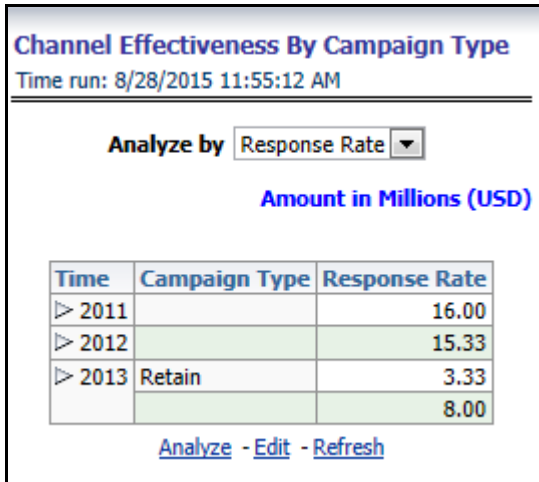 Channel Effectiveness By Campaign Type
Time run: 8/28/2015 11:55:12 AM
Analyze by Response Rate
Amount in Millions (USD)
Time Campaign Type Response Rate
2011 16.00
2012 15.33
2013 Retain 3.33
8.00
Analyze - Edit - Refresh